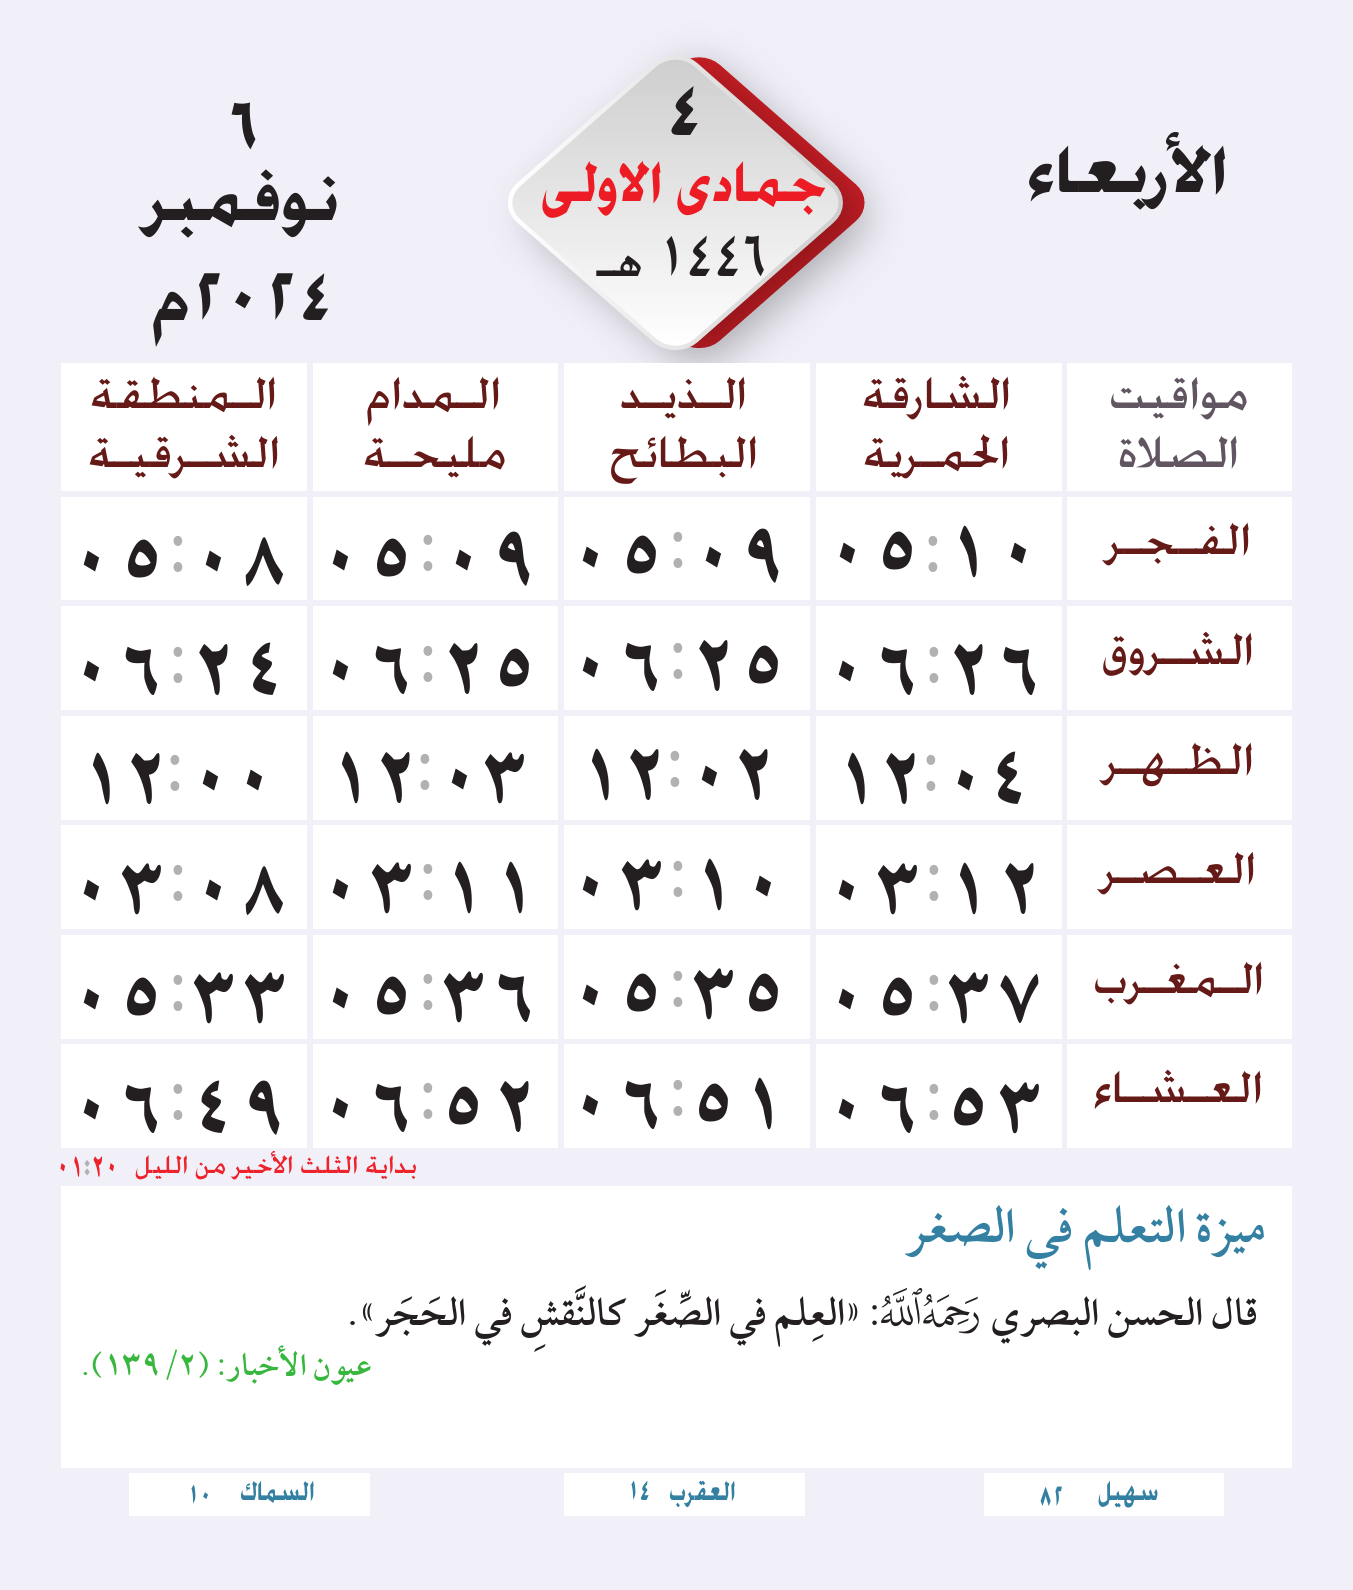 الأربعاء
٤
جمادى الاولى
١٤٤٦ هـ
٦
نوفمبر
٢٠٢٤م
مواقيت الصلاة
الشارقة الحمرية
الذيد البطائح
المدام مليحة
المنطقة الشرقية
الفجر ٠٥:١٠ ٠٥:٠٩ ٠٥:٠٩ ٠٥:٠٨
الشروق ٠٦:٢٦ ٠٦:٢٥ ٠٦:٢٥ ٠٦:٢٤
الظهر ١٢:٠٤ ١٢:٠٢ ١٢:٠٣ ١٢:٠٠
العصر ٠٣:١٢ ٠٣:١٠ ٠٣:١١ ٠٣:٠٨
المغرب ٠٥:٣٧ ٠٥:٣٥ ٠٥:٣٦ ٠٥:٣٣
العشاء ٠٦:٥٣ ٠٦:٥١ ٠٦:٥٢ ٠٦:٤٩
بداية الثلث الأخير من الليل ٠١:٢٠
ميزة التعلم في الصغر
قال الحسن البصري رَحِمَهُ ٱللَّهُ: «العِلم في الصِّغَر كالنَّقشِ في الحَجَر».
عيون الأخبار: (٢/ ١٣٩).
سهيل ٨٢
العقرب ١٤
السماك ١٠